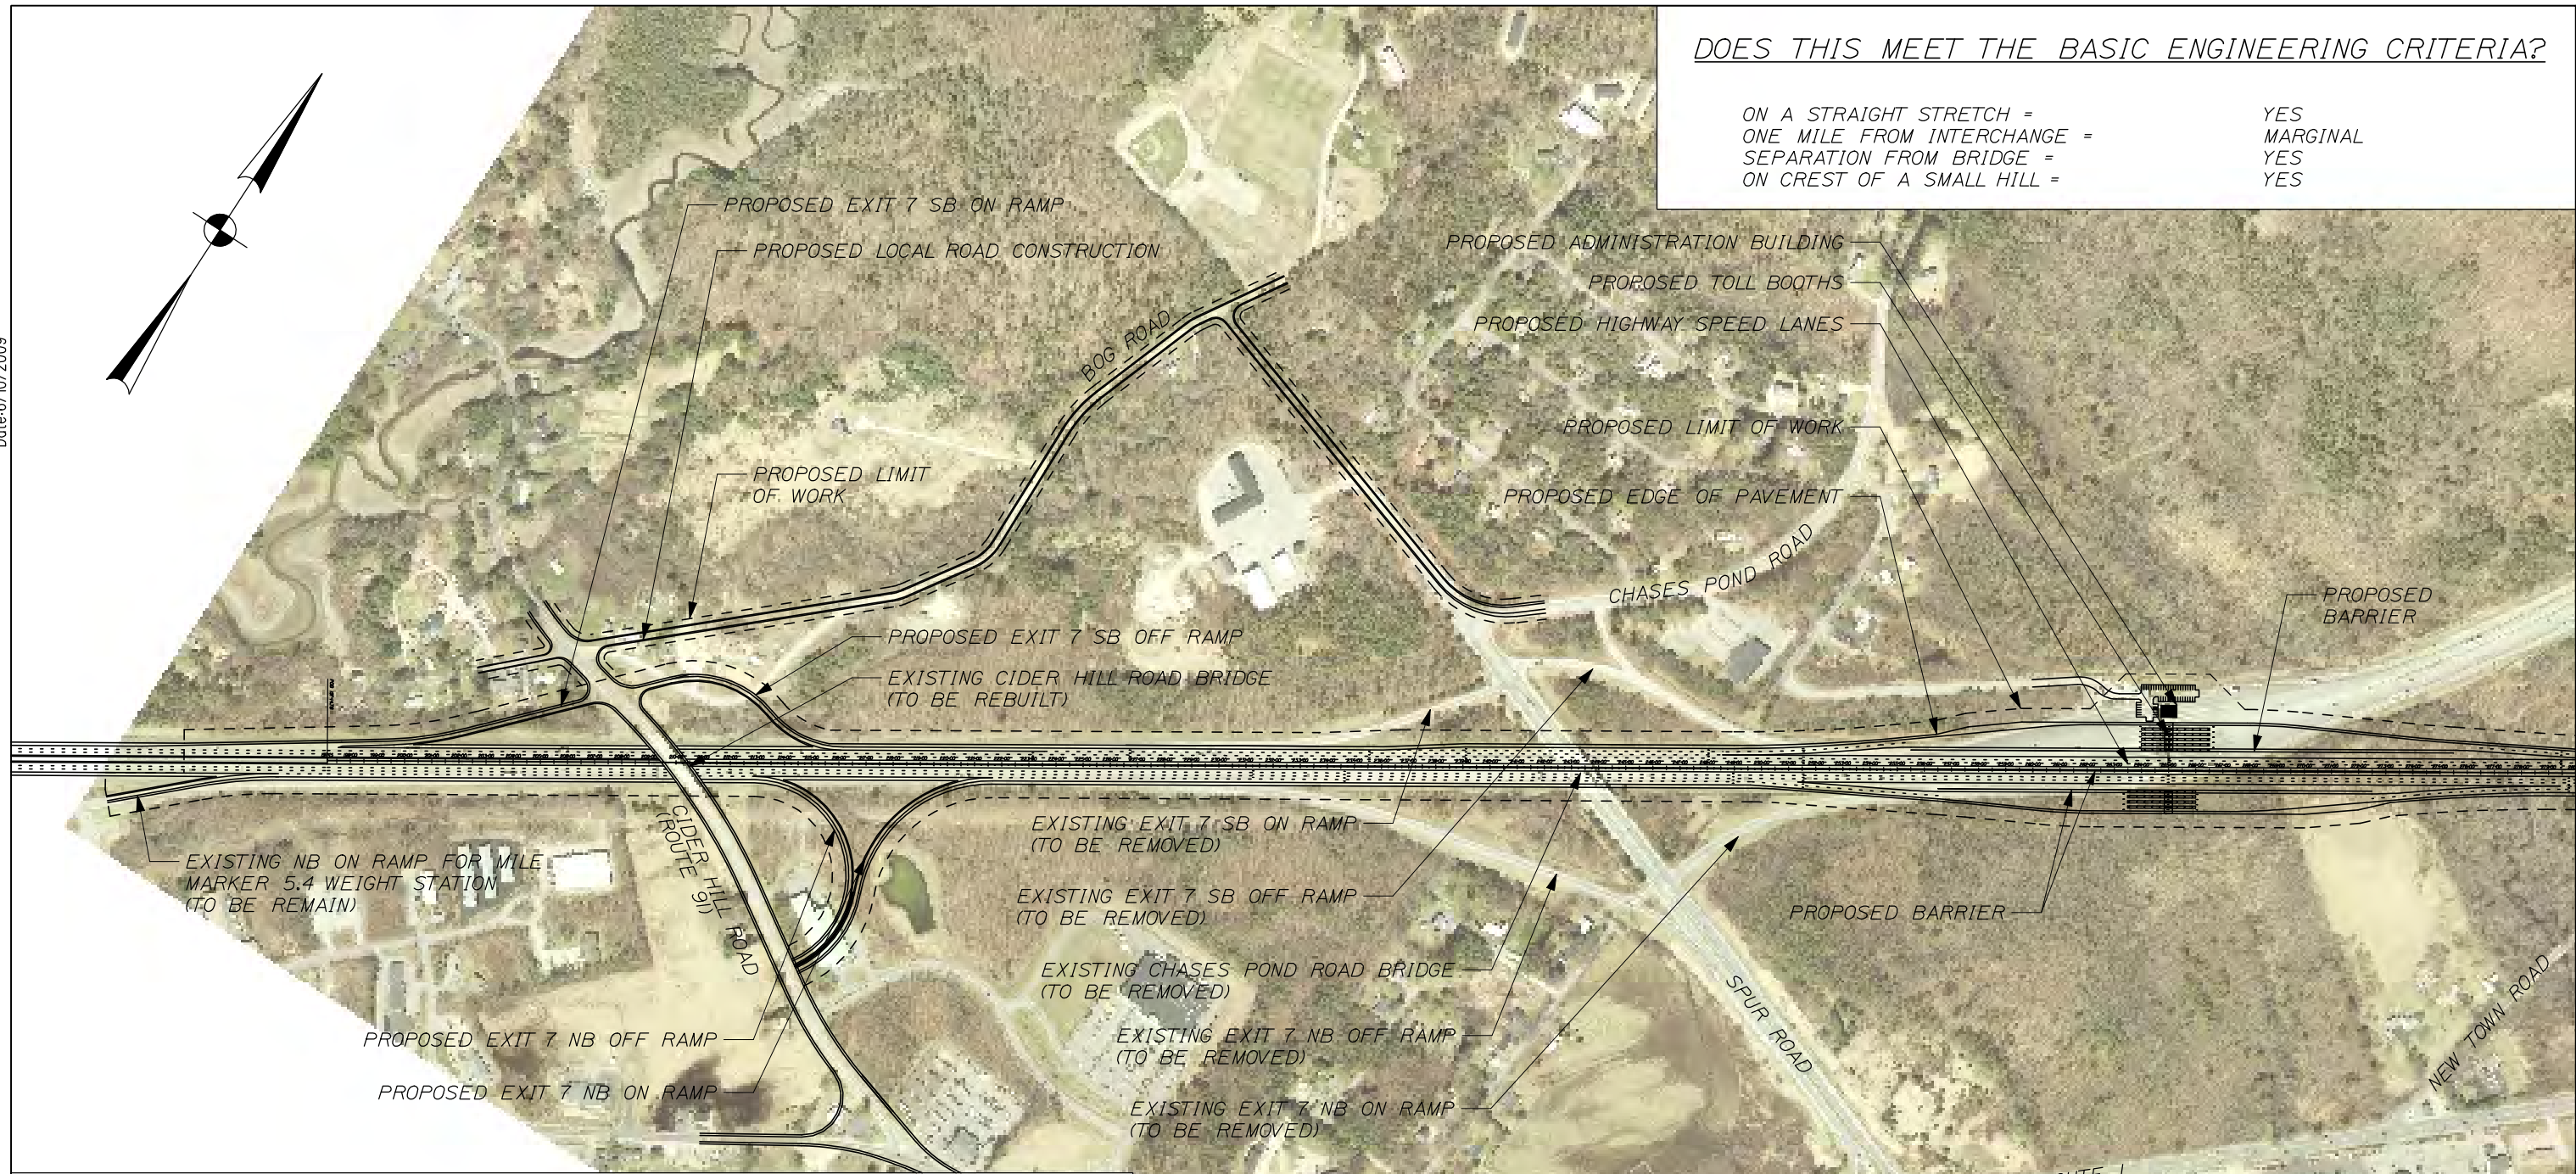 DOES THIS MEET THE BASIC ENGINEERING CRITERIA?
ON A STRAIGHT STRETCH = YES
ONE MILE FROM INTERCHANGE = MARGINAL
SEPARATION FROM BRIDGE = YES
ON CREST OF A SMALL HILL = YES
PROPOSED EXIT 7 SB ON RAMP
PROPOSED LOCAL ROAD CONSTRUCTION
PROPOSED ADMINISTRATION BUILDING
PROPOSED TOLL BOOTHS
PROPOSED HIGHWAY SPEED LANES
BOG ROAD
PROPOSED LIMIT OF WORK
PROPOSED LIMIT
OF WORK
PROPOSED EDGE OF PAVEMENT
CHASES POND ROAD
PROPOSED
BARRIER
PROPOSED EXIT 7 SB OFF RAMP
EXISTING CIDER HILL ROAD BRIDGE
(TO BE REBUILT)
EXISTING NB ON RAMP FOR MILE
MARKER 5.4 WEIGHT STATION
(TO BE REMAIN)
CIDER HILL ROAD
(ROUTE 91)
EXISTING EXIT 7 SB ON RAMP
(TO BE REMOVED)
EXISTING EXIT 7 SB OFF RAMP
(TO BE REMOVED)
PROPOSED BARRIER
EXISTING CHASES POND ROAD BRIDGE
(TO BE REMOVED)
SPUR ROAD
NEW TOWN ROAD
PROPOSED EXIT 7 NB OFF RAMP
EXISTING EXIT 7 NB OFF RAMP
(TO BE REMOVED)
PROPOSED EXIT 7 NB ON RAMP
EXISTING EXIT 7 NB ON RAMP
(TO BE REMOVED)